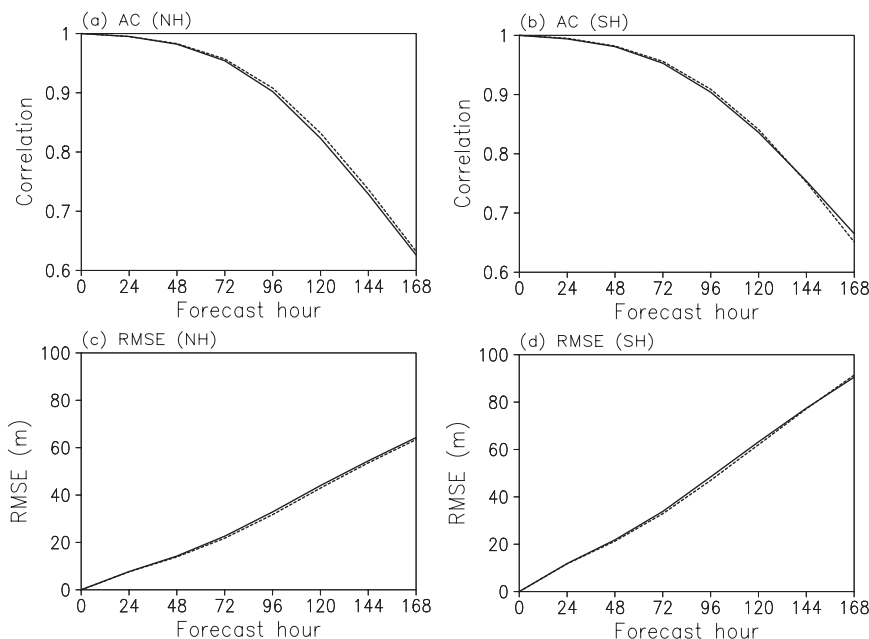 (a) AC (NH)
1
0.9
0.8
0.7
0.6
Correlation
0 24 48 72 96 120 144 168
Forecast hour
(b) AC (SH)
1
0.9
0.8
0.7
0.6
Correlation
0 24 48 72 96 120 144 168
Forecast hour
(c) RMSE (NH)
100
80
60
40
20
0
RMSE (m)
0 24 48 72 96 120 144 168
Forecast hour
(d) RMSE (SH)
100
80
60
40
20
0
RMSE (m)
0 24 48 72 96 120 144 168
Forecast hour